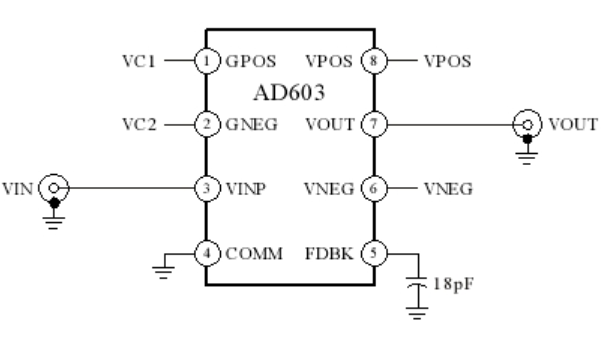 VC1 1 GPOS VPOS 8 VPOS
AD603
VC2 2 GNEG VOUT 7 VOUT
VIN 3 VINP VNEG 6 VNEG
4 COMM FDBK 5
18pF